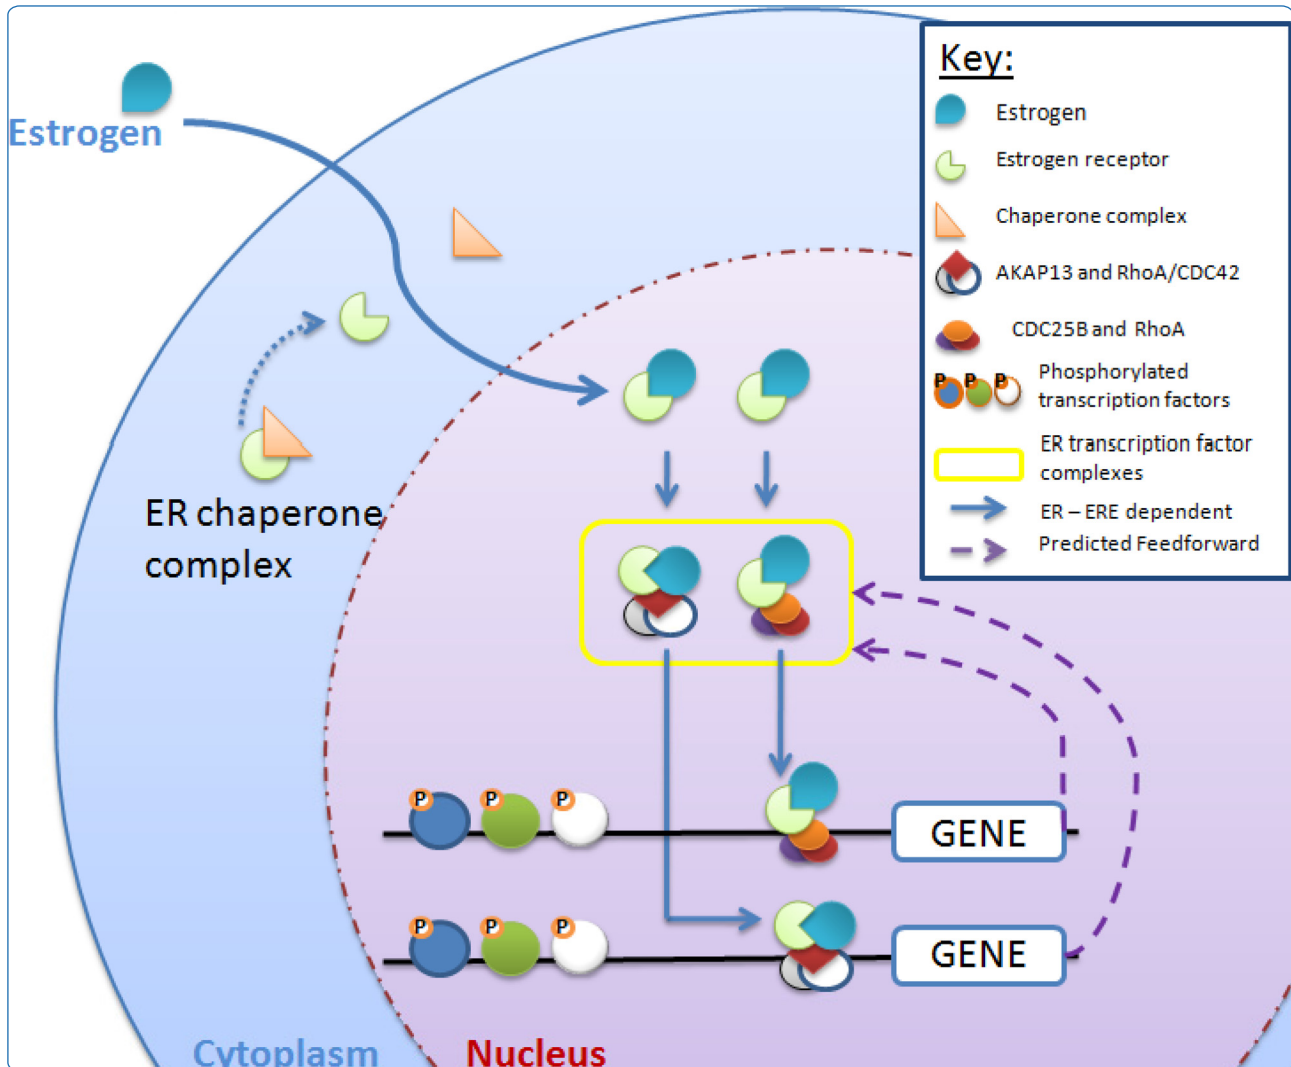 Estrogen
ER chaperone
complex
Cytoplasm
Nucleus
P
P
P
GENE
P
P
P
GENE
Key:
Estrogen
Estrogen receptor
Chaperone complex
AKAP13 and RhoA/CDC42
CDC25B and RhoA
P P P
Phosphorylated
transcription factors
ER transcription factor
complexes
ER – ERE dependent
Predicted Feedforward